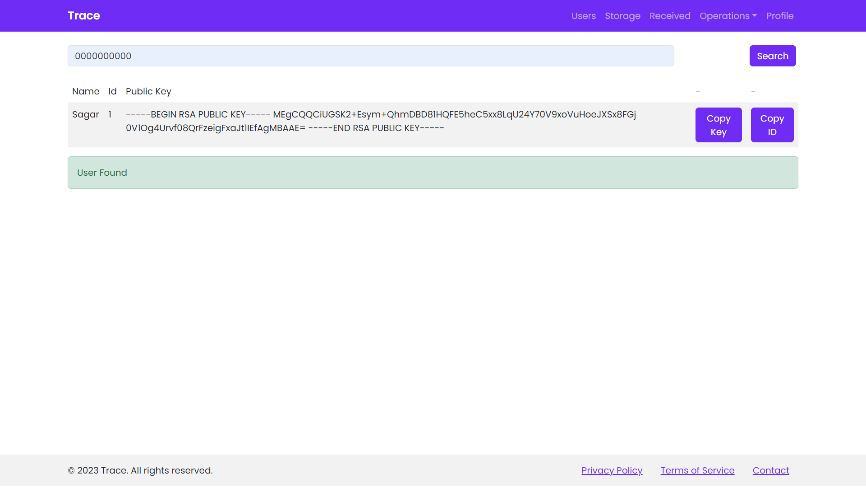 Trace
Users Storage Received Operations Profile
0000000000
Search
Name Id Public Key - -
Sagar 1 -----BEGIN RSA PUBLIC KEY----- MEgCQQCiUGSK2+Esym+QhmDBD81HQFE5heC5xx8LqU24Y70V9xoVuHoeJXSx8FGj
0V1Og4Urvf08QrFzeigFxaJtIIEfAgMBAAE= -----END RSA PUBLIC KEY-----
Copy Key
Copy ID
User Found
© 2023 Trace. All rights reserved.
Privacy Policy Terms of Service Contact